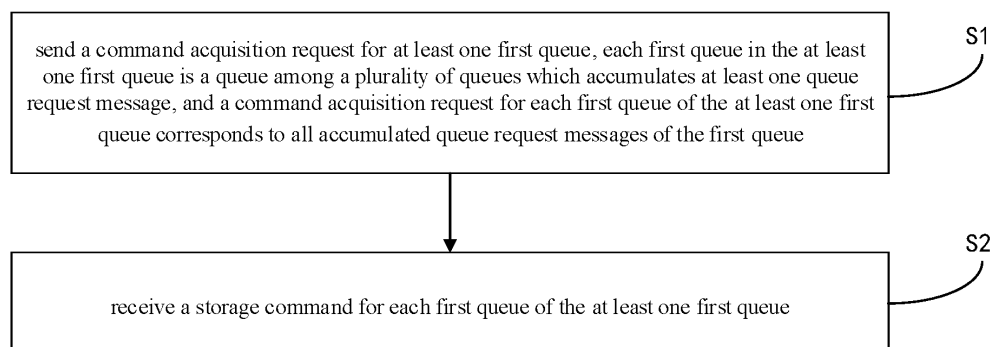 send a command acquisition request for at least one first queue, each first queue in the at least
one first queue is a queue among a plurality of queues which accumulates at least one queue
request message, and a command acquisition request for each first queue of the at least one first
queue corresponds to all accumulated queue request messages of the first queue
S1
receive a storage command for each first queue of the at least one first queue
S2